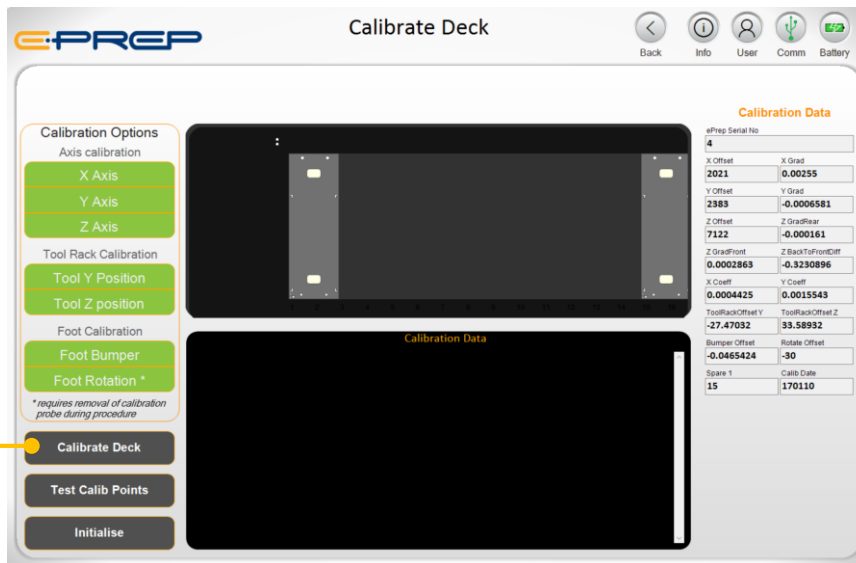 e·PREP
Calibrate Deck
Back
Info
User
Comm
Battery
Calibration Options
Axis calibration
X Axis
Y Axis
Z Axis
Tool Rack Calibration
Tool Y Position
Tool Z position
Foot Calibration
Foot Bumper
Foot Rotation *
* requires removal of calibration
probe during procedure
Calibrate Deck
Test Calib Points
Initialise
Calibration Data
Calibration Data
ePrep Serial No
4
X Offset X Grad
2021 0.00255
Y Offset Y Grad
2383 -0.0006581
Z Offset Z GradRear
7122 -0.000161
Z GradFront Z BackToFrontDiff
0.0002863 -0.3230896
X Coeff Y Coeff
0.0004425 0.0015543
ToolRackOffset Y ToolRackOffset Z
-27.47032 33.58932
Bumper Offset Rotate Offset
-0.0465424 -30
Spare 1 Calib Date
15 170110